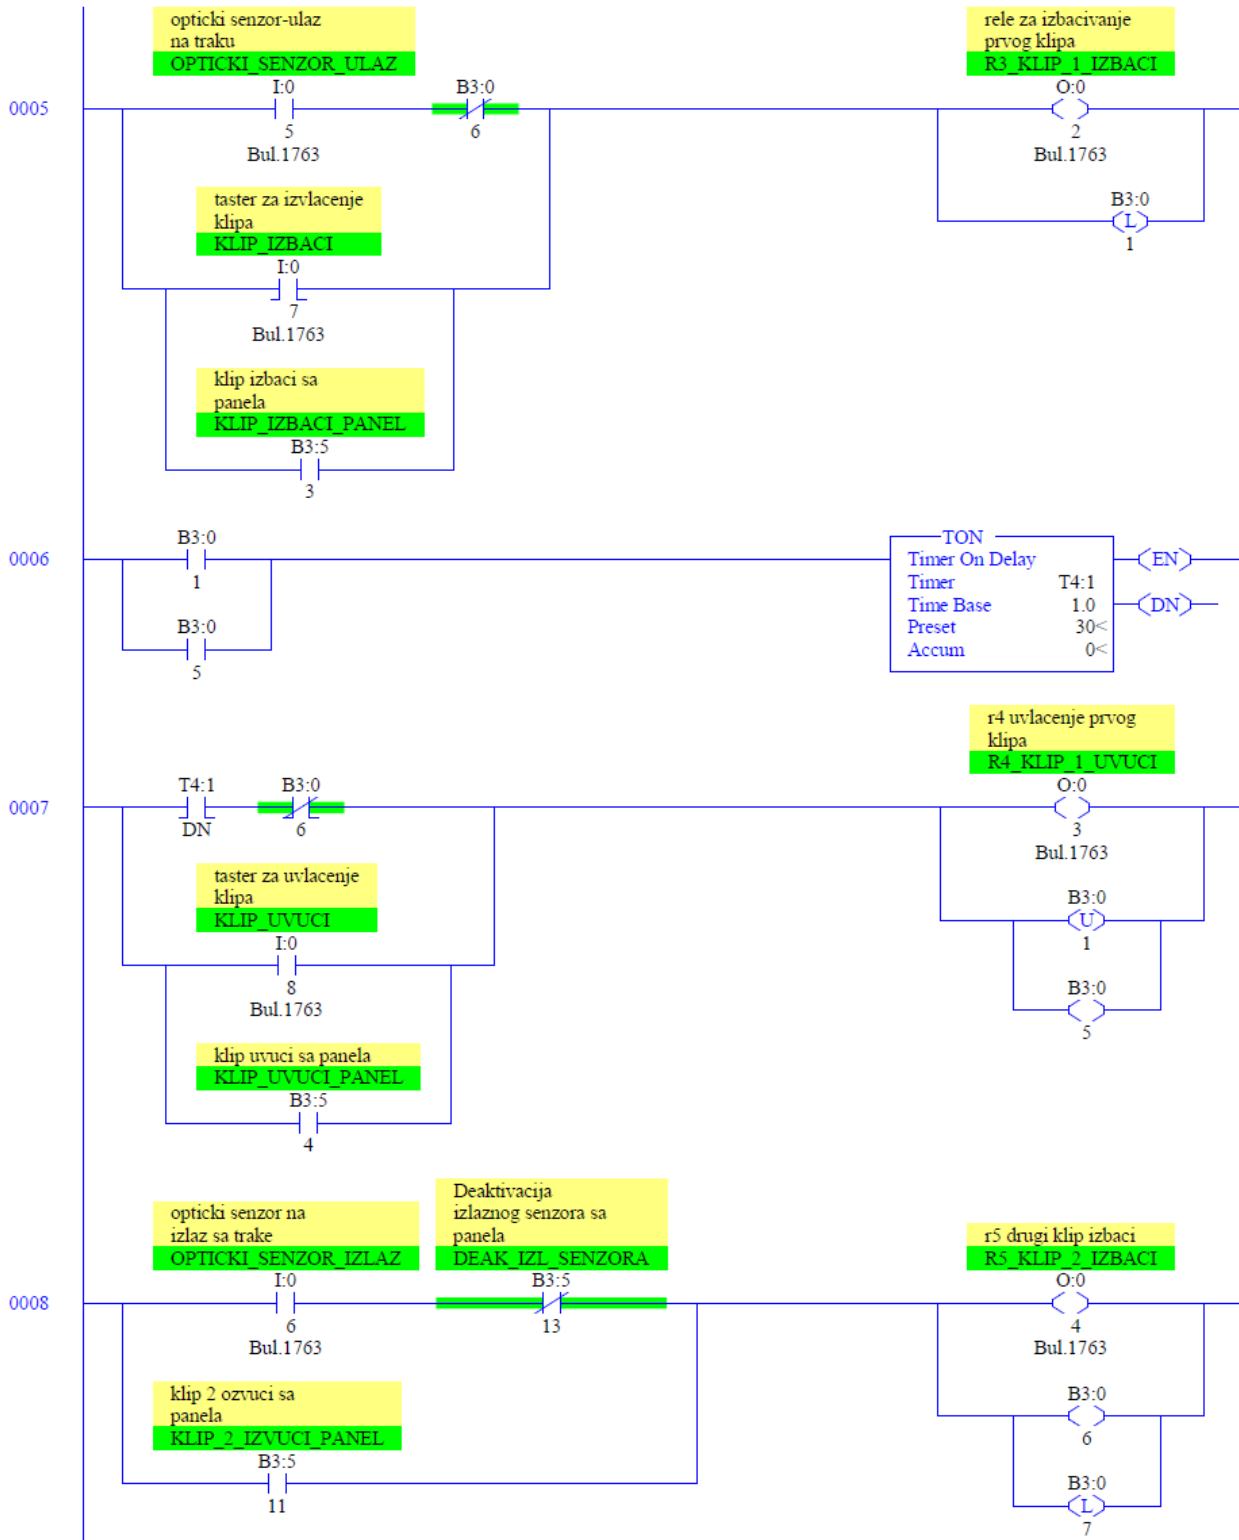 opticki senzor-ulaz
na traku
OPTICKI_SENZOR_ULAZ
I:0
5
Bul.1763
B3:0
6
rele za izbacivanje
prvog klipa
R3_KLIP_1_IZBACI
O:0
2
Bul.1763
0005
B3:0
L
1
taster za izvlacenje
klipa
KLIP_IZBACI
I:0
7
Bul.1763
klip izbaci sa
panela
KLIP_IZBACI_PANEL
B3:5
3
0006
B3:0
1
B3:0
5
TON
Timer On Delay
Timer T4:1
Time Base 1.0
Preset 30<
Accum 0<
EN
DN
r4 uvlacenje prvog
klipa
R4_KLIP_1_UVUCI
O:0
3
Bul.1763
0007
T4:1
DN
B3:0
6
taster za uvlacenje
klipa
KLIP_UVUCI
I:0
8
Bul.1763
B3:0
U
1
B3:0
5
klip uvuci sa panela
KLIP_UVUCI_PANEL
B3:5
4
opticki senzor na
izlaz sa trake
OPTICKI_SENZOR_IZLAZ
I:0
6
Bul.1763
Deaktivacija
izlaznog senzora sa
panela
DEAK_IZL_SENZORA
B3:5
13
r5 drugi klip izbaci
R5_KLIP_2_IZBACI
O:0
4
Bul.1763
0008
klip 2 ozvuci sa
panela
KLIP_2_IZVUCI_PANEL
B3:5
11
B3:0
6
B3:0
L
7